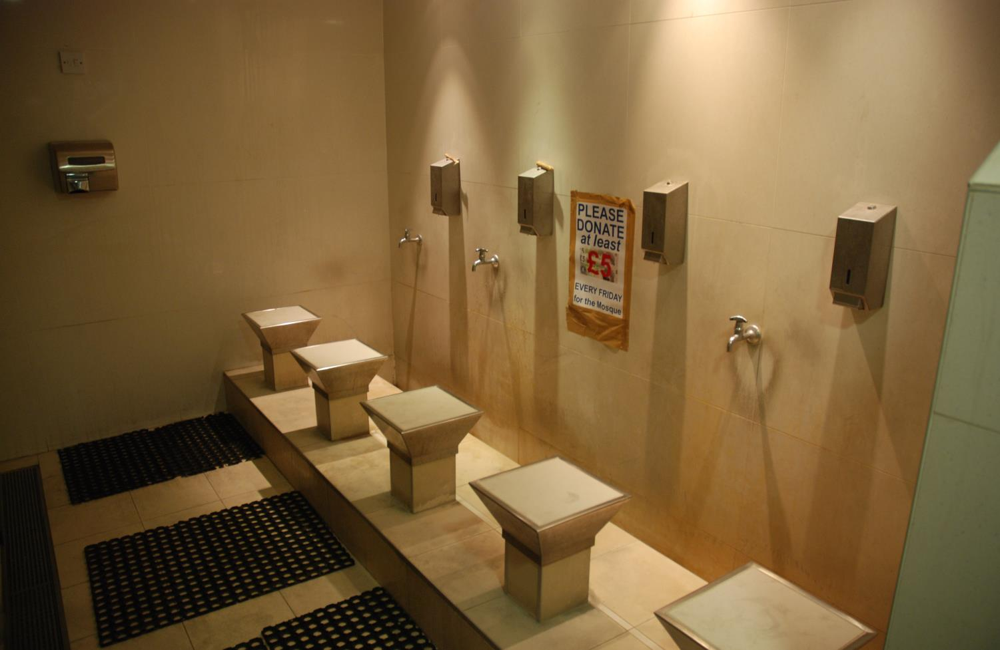 PLEASE
DONATE
at least
£5
EVERY FRIDAY
for the Mosque